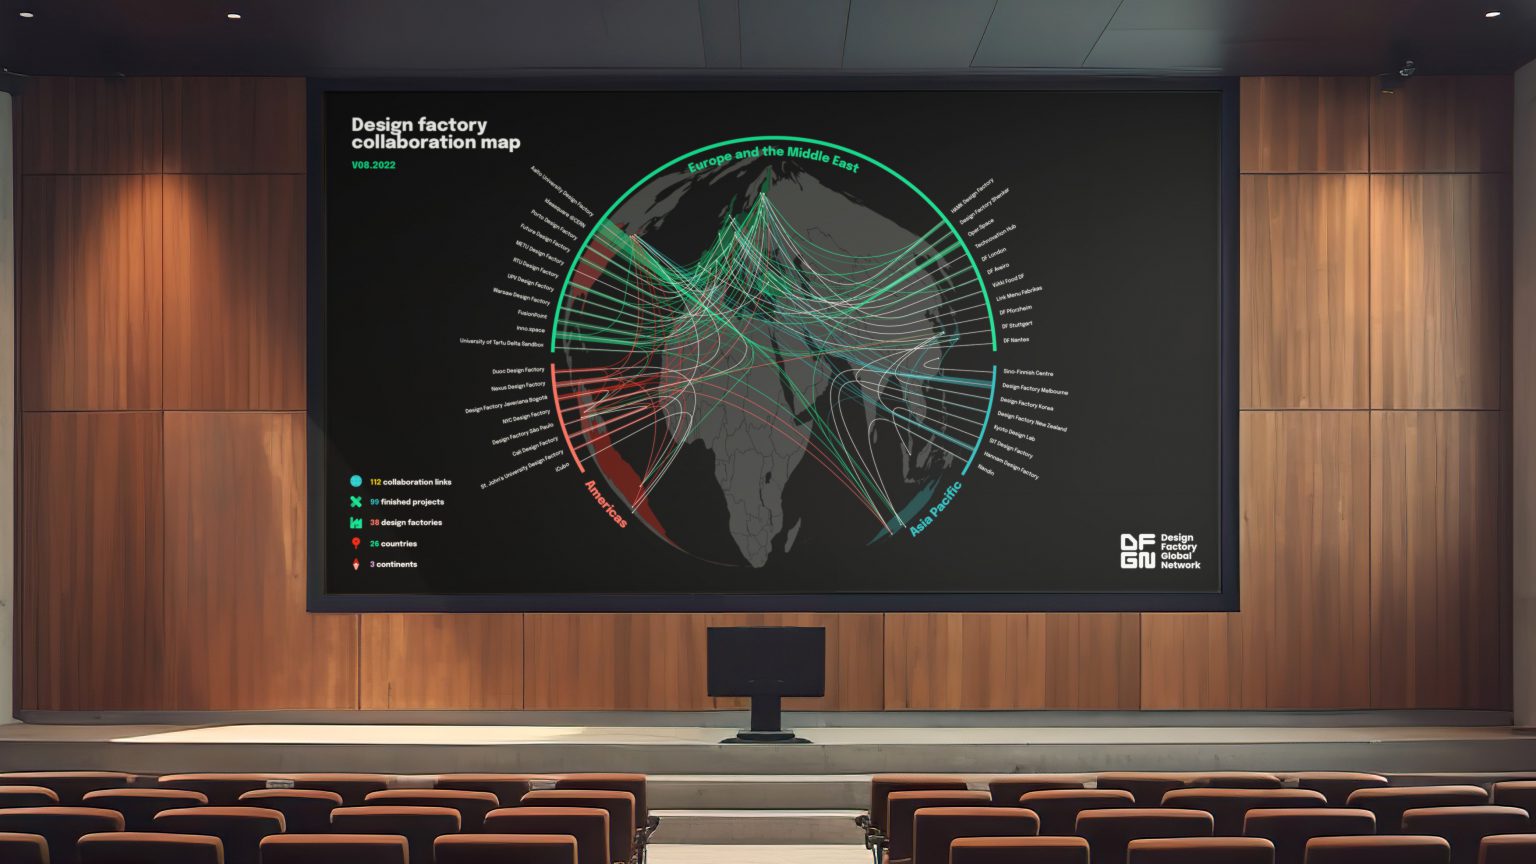 Design factory
collaboration map
V08.2022
Europe and the Middle East
Aalto University Design Factory
Ideasquare @CERN
Porto Design Factory
Future Design Factory
METU Design Factory
RTU Design Factory
UPV Design Factory
Warsaw Design Factory
FusionPoint
Inno.space
University of Tartu Delta Sandbox
Duoc Design Factory
Nexus Design Factory
Design Factory Javeriana Bogotá
NYC Design Factory
Design Factory São Paulo
Cali Design Factory
St. John's University Design Factory
iCubo
Americas
HAMK Design Factory
Design Factory Shenkar
Oper.Space
Technovation Hub
DF London
DF Aveiro
Wikki Food DF
Link Menu Fabrikas
DF Pforzheim
DF Stuttgart
DF Nantes
Sino-Finnish Centre
Design Factory Melbourne
Design Factory Korea
Design Factory New Zealand
Kyoto Design Lab
SIT Design Factory
Hannam Design Factory
Nandin
Asia Pacific
112 collaboration links
99 finished projects
38 design factories
26 countries
3 continents
DF
GN
Design
Factory
Global
Network